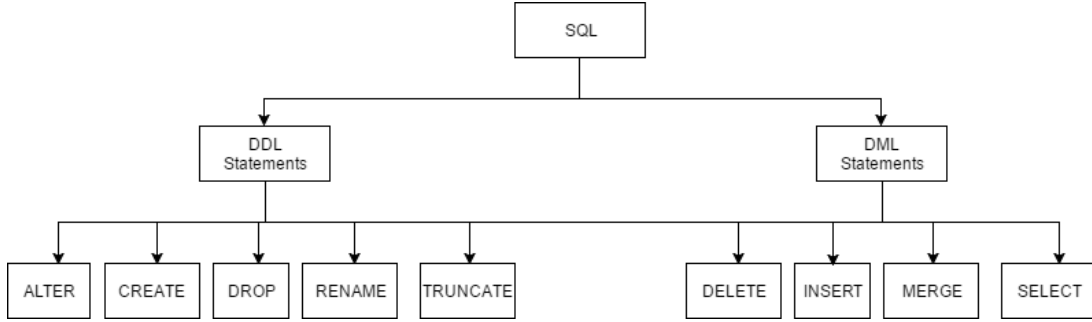 SQL
DDL
Statements
DML
Statements
ALTER
CREATE
DROP
RENAME
TRUNCATE
DELETE
INSERT
MERGE
SELECT